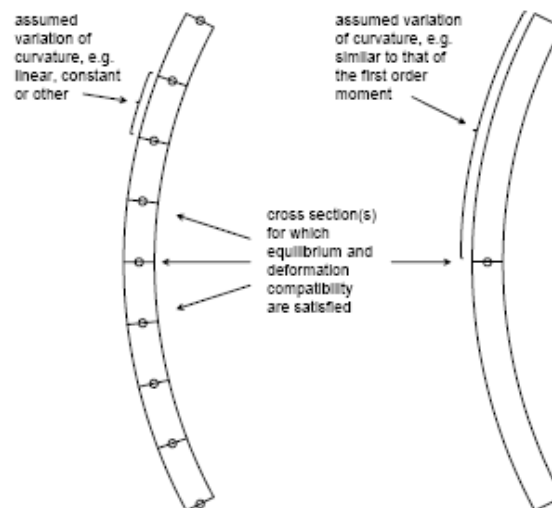 assumed
variation of
curvature, e.g.
linear, constant
or other
assumed variation
of curvature, e.g.
similar to that of
the first order
moment
cross section(s)
for which
equilibrium and
deformation
compatibility
are satisfied